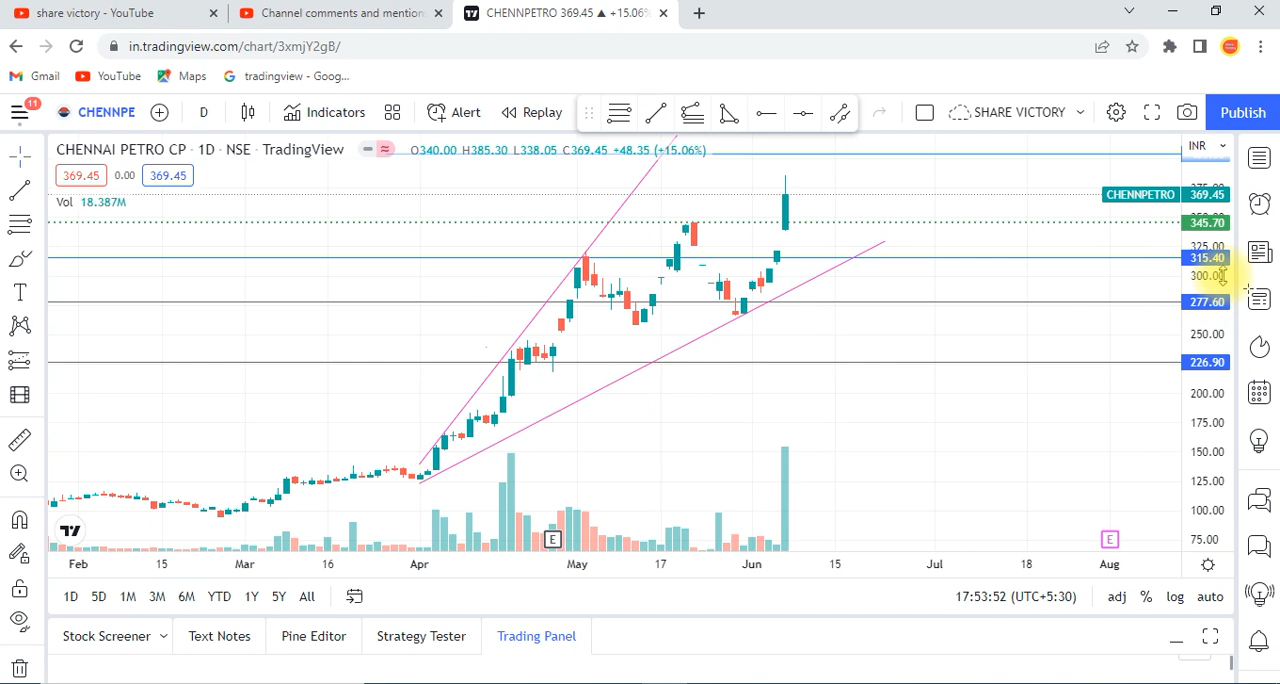 share victory - YouTube
Channel comments and mention
CHENNPETRO 369.45 ▲ +15.06%
in.tradingview.com/chart/3xmjY2gB/
Gmail
YouTube
Maps
tradingview - Goog...
11
CHENNPE
D
Indicators
Alert
Replay
SHARE VICTORY
Publish
CHENNAI PETRO CP · 1D · NSE · TradingView
O340.00 H385.30 L338.05 C369.45 +48.35 (+15.06%)
INR
369.45
0.00
369.45
Vol 18.387M
CHENNPETRO 369.45
345.70
325.00
315.40
300.00
277.60
250.00
226.90
200.00
175.00
150.00
125.00
100.00
75.00
E
E
Feb
15
Mar
16
Apr
May
17
Jun
15
Jul
18
Aug
1D
5D
1M
3M
6M
YTD
1Y
5Y
All
17:53:52 (UTC+5:30)
adj
%
log
auto
Stock Screener
Text Notes
Pine Editor
Strategy Tester
Trading Panel